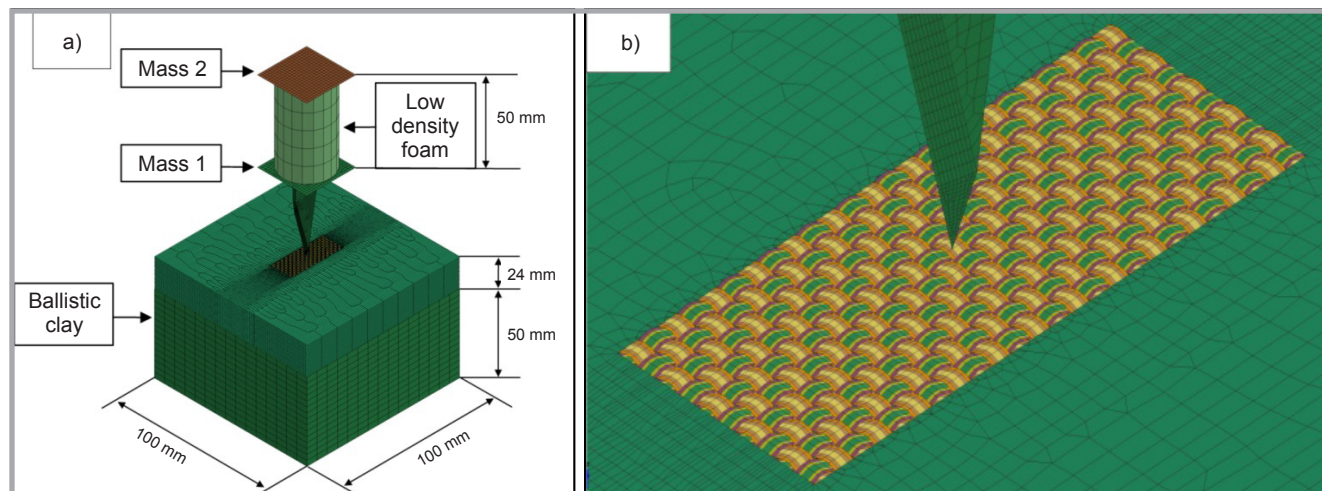 a)
Mass 2
Low
density
foam
50 mm
Mass 1
24 mm
Ballistic
clay
50 mm
100 mm
100 mm
b)